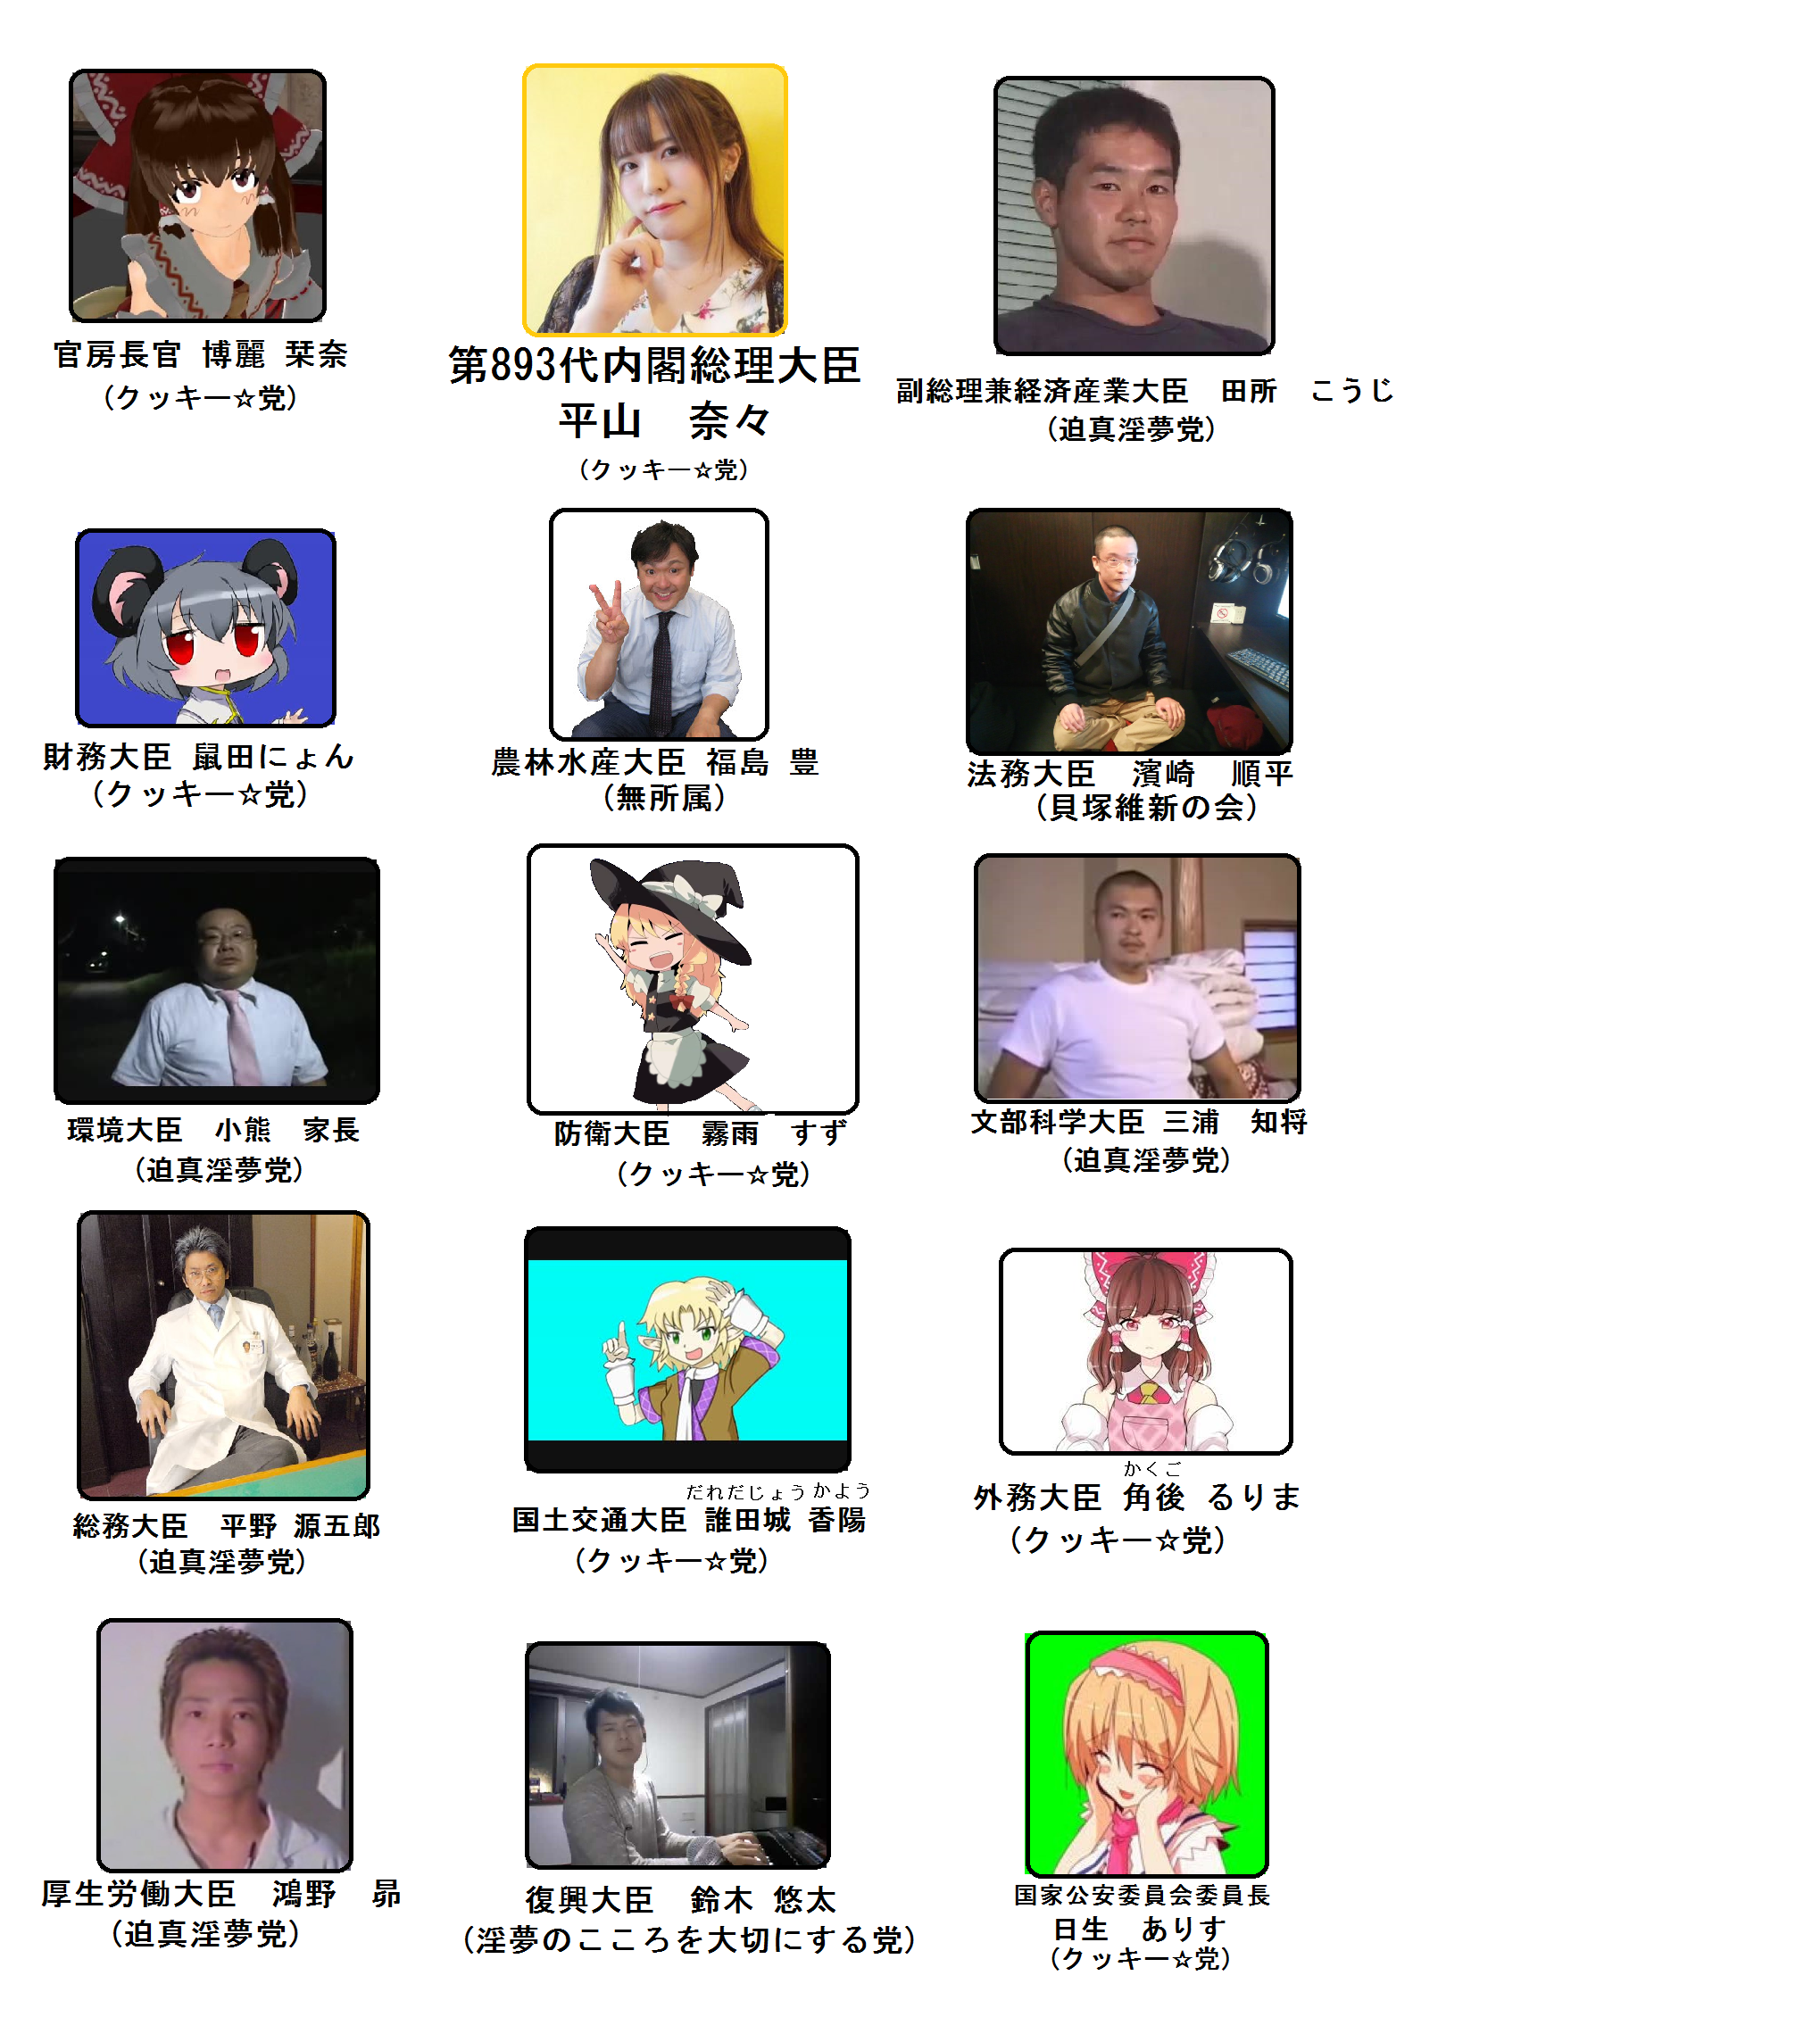 官房長官 博麗 栞奈
（クッキー☆党）
第893代内閣総理大臣
平山　奈々
（クッキー☆党）
副総理兼経済産業大臣　田所　こうじ
（迫真淫夢党）
財務大臣 鼠田にょん
（クッキー☆党）
農林水産大臣 福島 豊
（無所属）
法務大臣　濱崎　順平
（貝塚維新の会）
環境大臣　小熊　家長
（迫真淫夢党）
防衛大臣　霧雨　すず
（クッキー☆党）
文部科学大臣 三浦　知将
（迫真淫夢党）
総務大臣　平野 源五郎
（迫真淫夢党）
だれだじょう かよう
国土交通大臣 誰田城 香陽
（クッキー☆党）
かくご
外務大臣 角後 るりま
（クッキー☆党）
厚生労働大臣　鴻野　昴
（迫真淫夢党）
復興大臣　鈴木 悠太
（淫夢のこころを大切にする党）
国家公安委員会委員長
日生　ありす
（クッキー☆党）